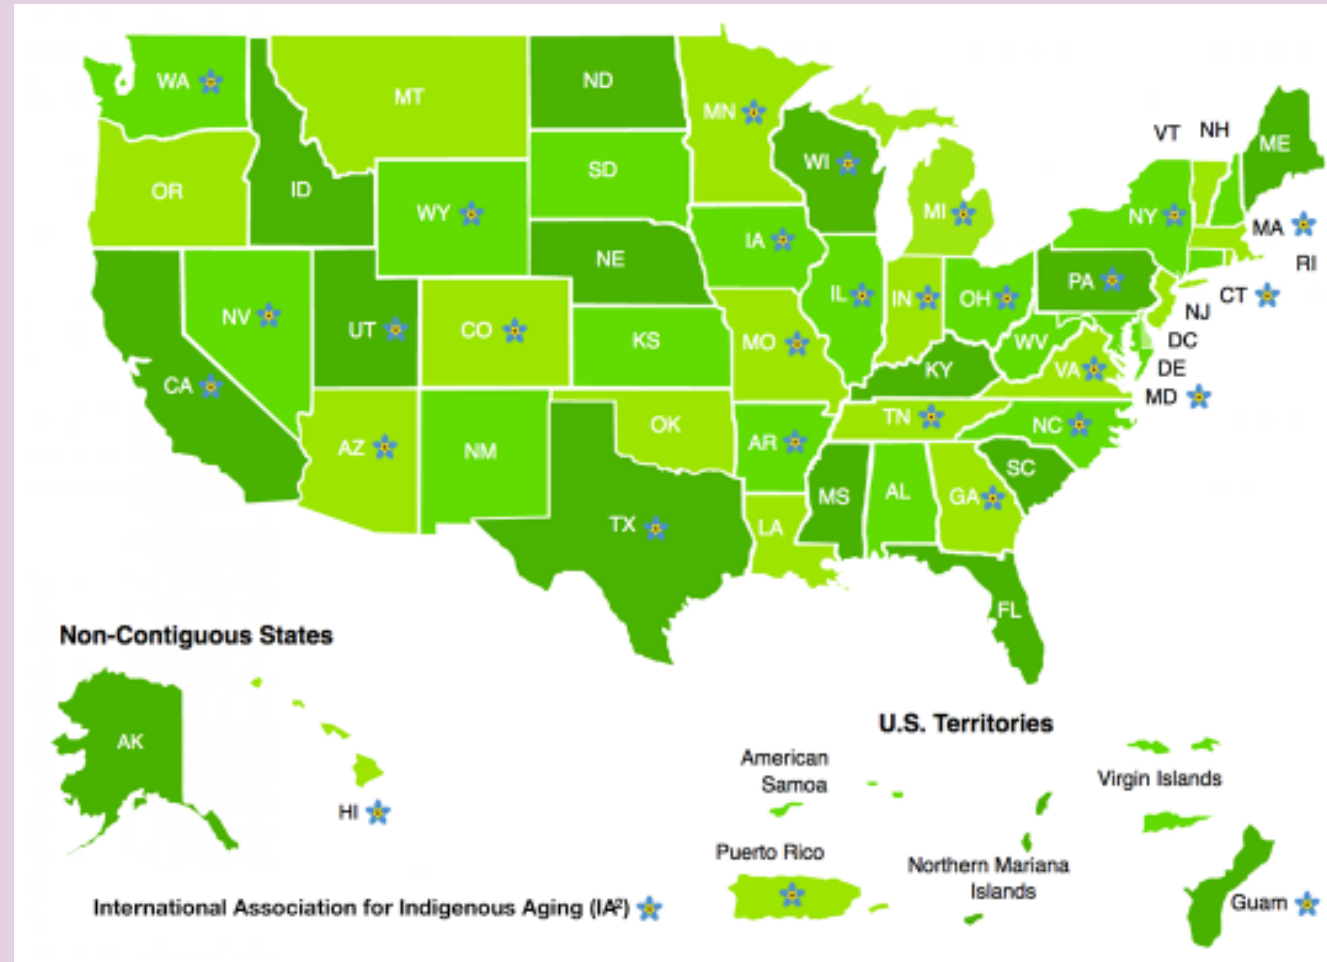 WA
MT
ND
MN
VT NH
ME
OR
ID
SD
WI
WY
MI
NY
MA
IA
NE
RI
PA
NV
IL
IN
OH
CT
UT
CO
NJ
KS
MO
WV
DC
KY
VA
DE
CA
MD
TN
OK
NC
AZ
NM
AR
SC
MS
AL
GA
TX
LA
FL
Non-Contiguous States
AK
HI
U.S. Territories
American
Samoa
Virgin Islands
Puerto Rico
Northern Mariana
Islands
Guam
International Association for Indigenous Aging (IA²)